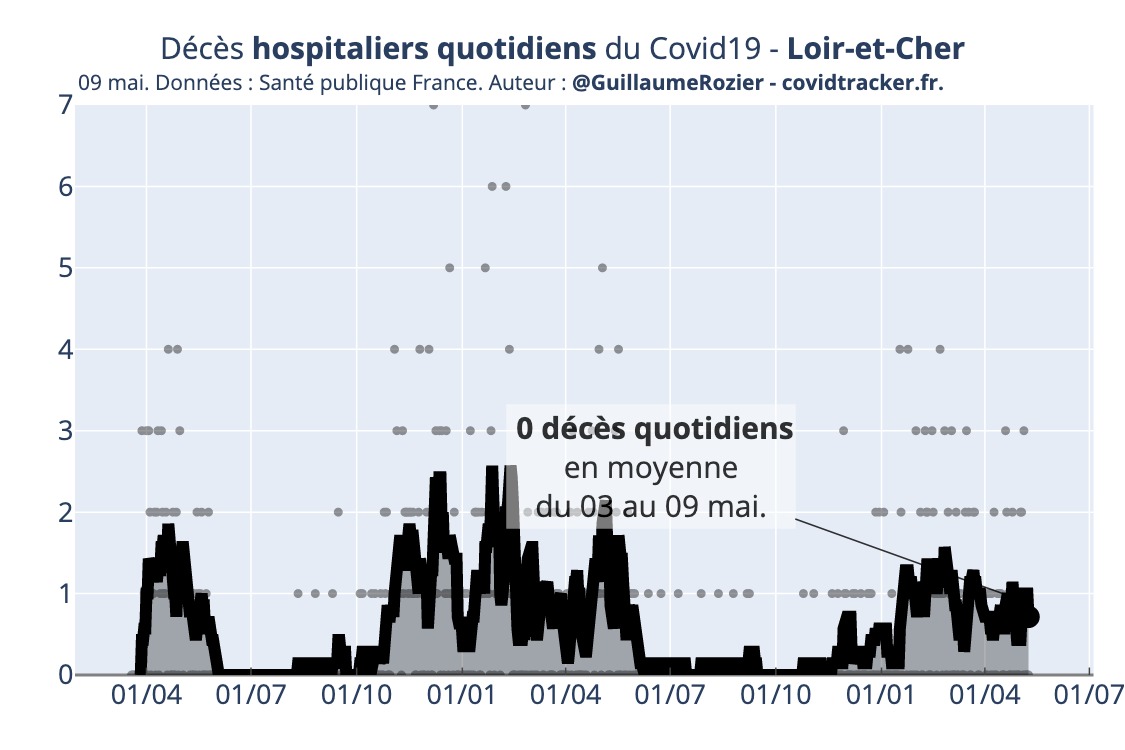 Décès hospitaliers quotidiens du Covid19 - Loir-et-Cher
09 mai. Données : Santé publique France. Auteur : @GuillaumeRozier - covidtracker.fr.
7
6
5
4
3
2
1
0
0 décès quotidiens
en moyenne
du 03 au 09 mai.
01/04 01/07 01/10 01/01 01/04 01/07 01/10 01/01 01/04 01/07